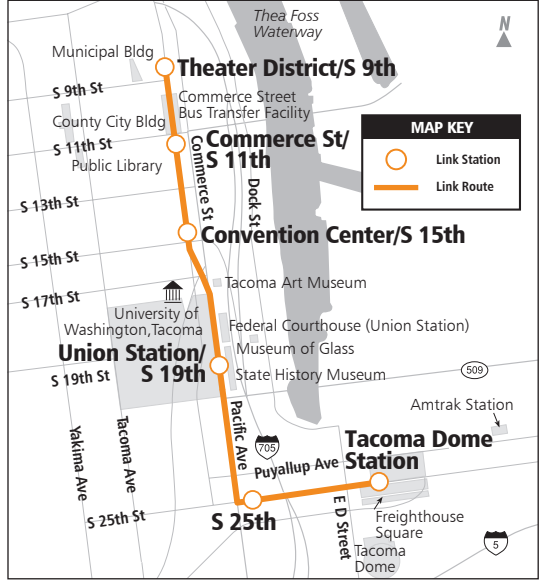 Thea Foss
Waterway
N
Municipal Bldg
Theater District/S 9th
S 9th St
Commerce Street
Bus Transfer Facility
County City Bldg
MAP KEY
Link Station
Link Route
S 11th St
Commerce St/
S 11th
Public Library
Commerce St
Dock St
S 13th St
Convention Center/S 15th
S 15th St
Tacoma Art Museum
S 17th St
University of
Washington,Tacoma
Federal Courthouse (Union Station)
Museum of Glass
Union Station/
S 19th
State History Museum
S 19th St
509
Amtrak Station
Yakima Ave
Tacoma Ave
Pacific Ave
705
Tacoma Dome
Station
Puyallup Ave
S 25th St
S 25th
E D Street
Freighthouse
Square
Tacoma
Dome
5